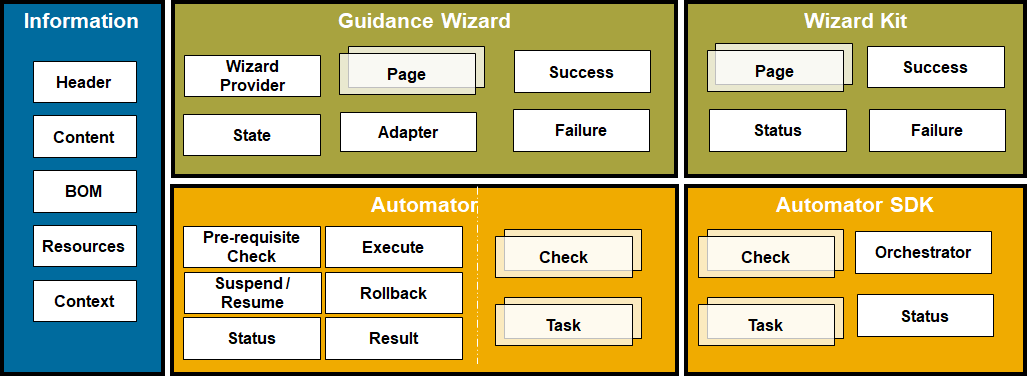 Information
Header
Content
BOM
Resources
Context
Guidance Wizard
Wizard
Provider
Page
Success
State
Adapter
Failure
Wizard Kit
Page
Success
Status
Failure
Automator
Pre-requisite
Check
Execute
Suspend /
Resume
Rollback
Status
Result
Check
Task
Automator SDK
Check
Orchestrator
Task
Status